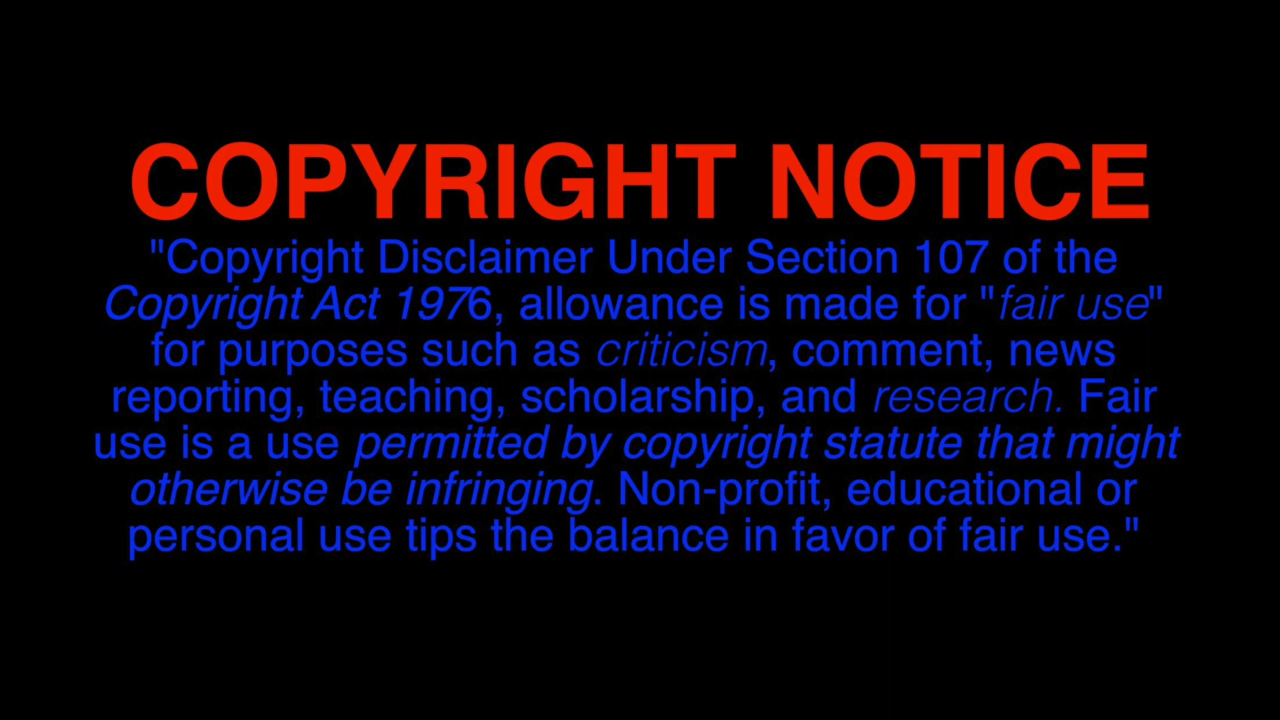 COPYRIGHT NOTICE
"Copyright Disclaimer Under Section 107 of the
Copyright Act 1976, allowance is made for "fair use"
for purposes such as criticism, comment, news
reporting, teaching, scholarship, and research. Fair
use is a use permitted by copyright statute that might
otherwise be infringing. Non-profit, educational or
personal use tips the balance in favor of fair use."